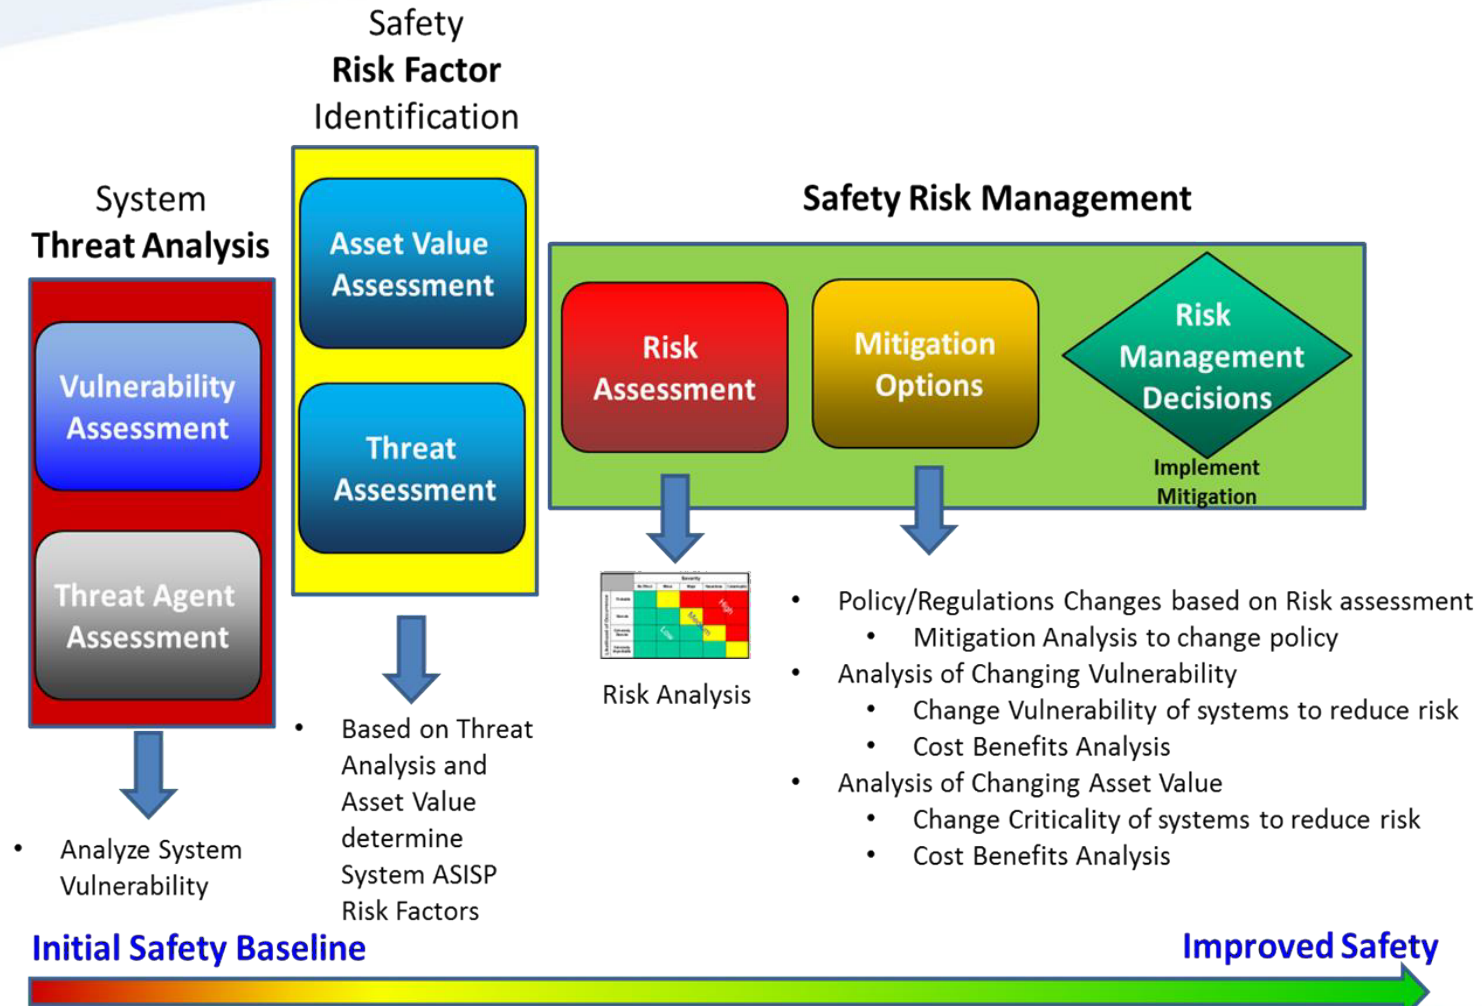 Safety
Risk Factor
Identification
System
Threat Analysis
Safety Risk Management
Asset Value
Assessment
Threat
Assessment
Vulnerability
Assessment
Threat Agent
Assessment
Risk
Assessment
Mitigation
Options
Risk
Management
Decisions
Implement
Mitigation
Severity
High
Medium
Low
Risk Analysis
• Analyze System
Vulnerability
• Based on Threat
Analysis and
Asset Value
determine
System ASISP
Risk Factors
• Policy/Regulations Changes based on Risk assessment
• Mitigation Analysis to change policy
• Analysis of Changing Vulnerability
• Change Vulnerability of systems to reduce risk
• Cost Benefits Analysis
• Analysis of Changing Asset Value
• Change Criticality of systems to reduce risk
• Cost Benefits Analysis
Initial Safety Baseline
Improved Safety